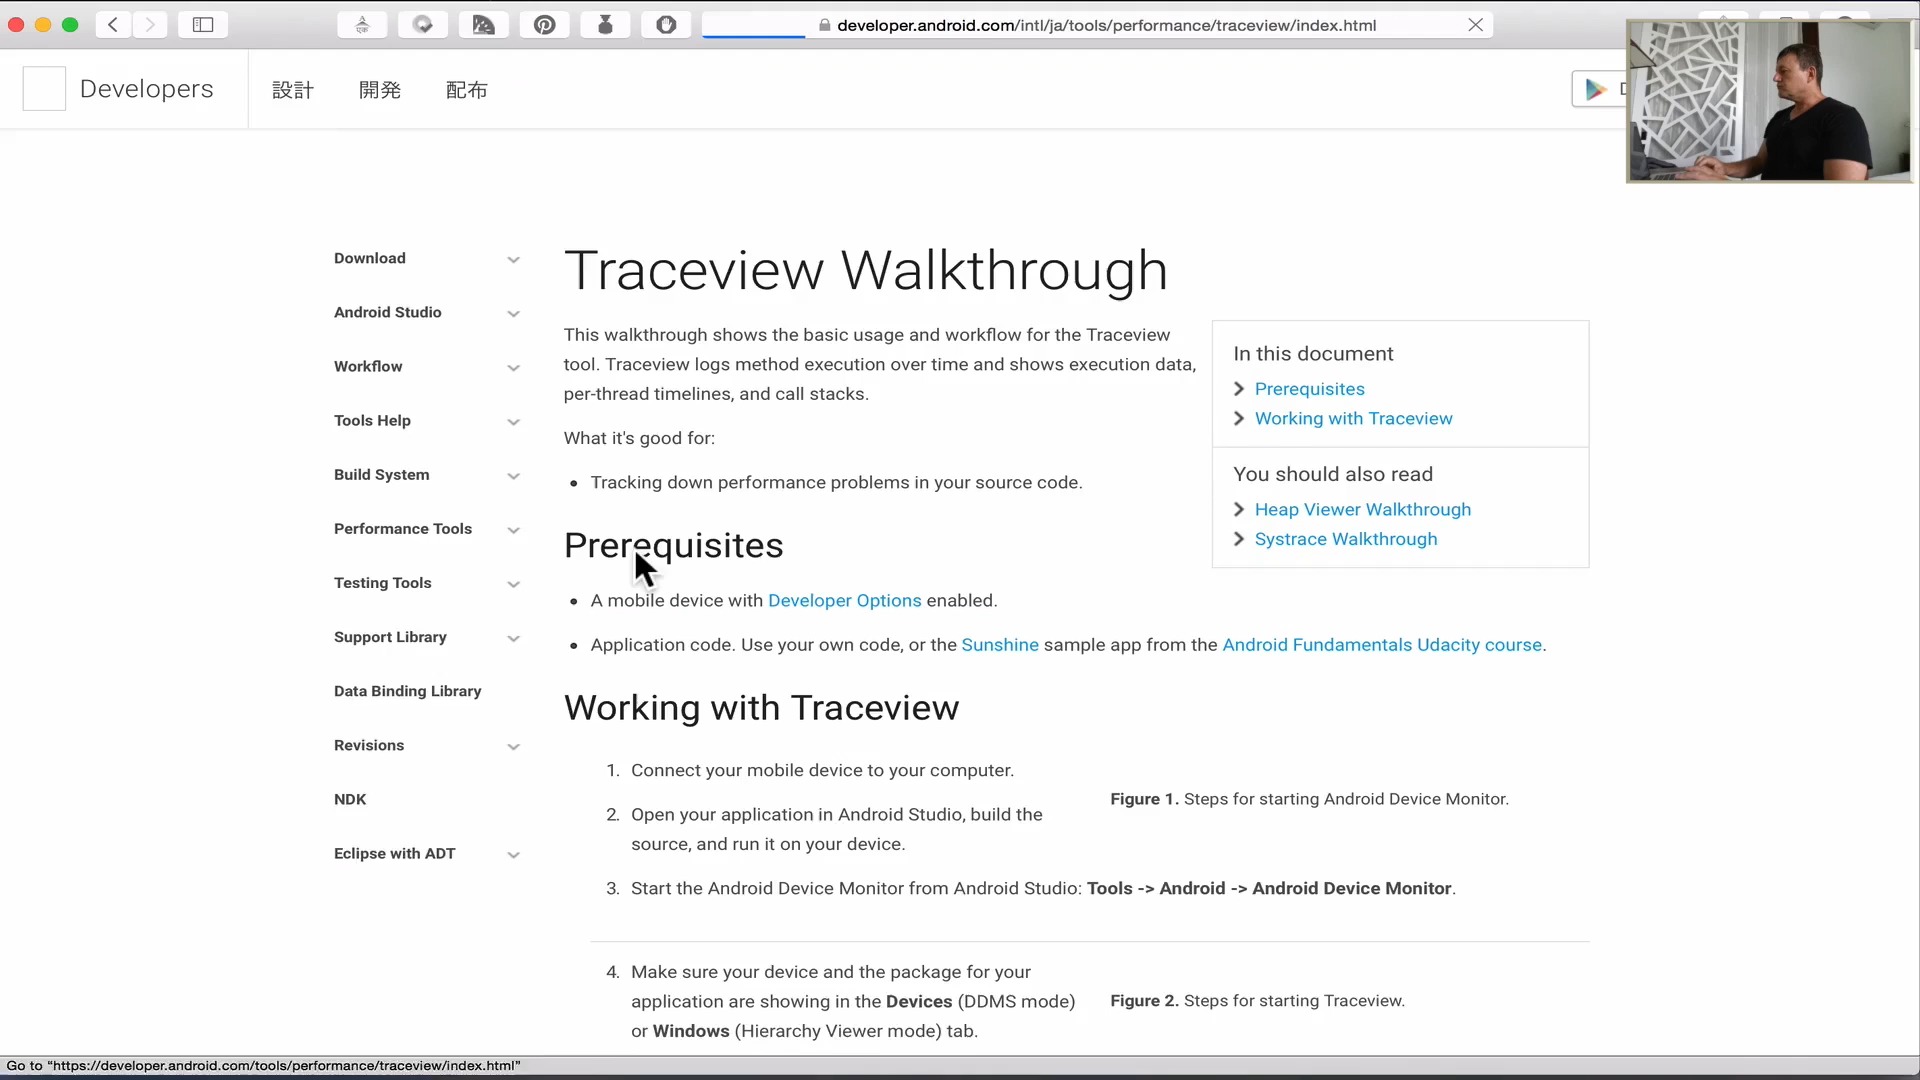 developer.android.com/intl/ja/tools/performance/traceview/index.html
Developers
設計
開発
配布
Download
Android Studio
Workflow
Tools Help
Build System
Performance Tools
Testing Tools
Support Library
Data Binding Library
Revisions
NDK
Eclipse with ADT
Traceview Walkthrough
This walkthrough shows the basic usage and workflow for the Traceview
tool. Traceview logs method execution over time and shows execution data,
per-thread timelines, and call stacks.
What it's good for:
• Tracking down performance problems in your source code.
In this document
Prerequisites
Working with Traceview
You should also read
Heap Viewer Walkthrough
Systrace Walkthrough
Prerequisites
• A mobile device with Developer Options enabled.
• Application code. Use your own code, or the Sunshine sample app from the Android Fundamentals Udacity course.
Working with Traceview
1. Connect your mobile device to your computer.
2. Open your application in Android Studio, build the
source, and run it on your device.
Figure 1. Steps for starting Android Device Monitor.
3. Start the Android Device Monitor from Android Studio: Tools -> Android -> Android Device Monitor.
4. Make sure your device and the package for your
application are showing in the Devices (DDMS mode)
or Windows (Hierarchy Viewer mode) tab.
Figure 2. Steps for starting Traceview.
Go to “https://developer.android.com/tools/performance/traceview/index.html”